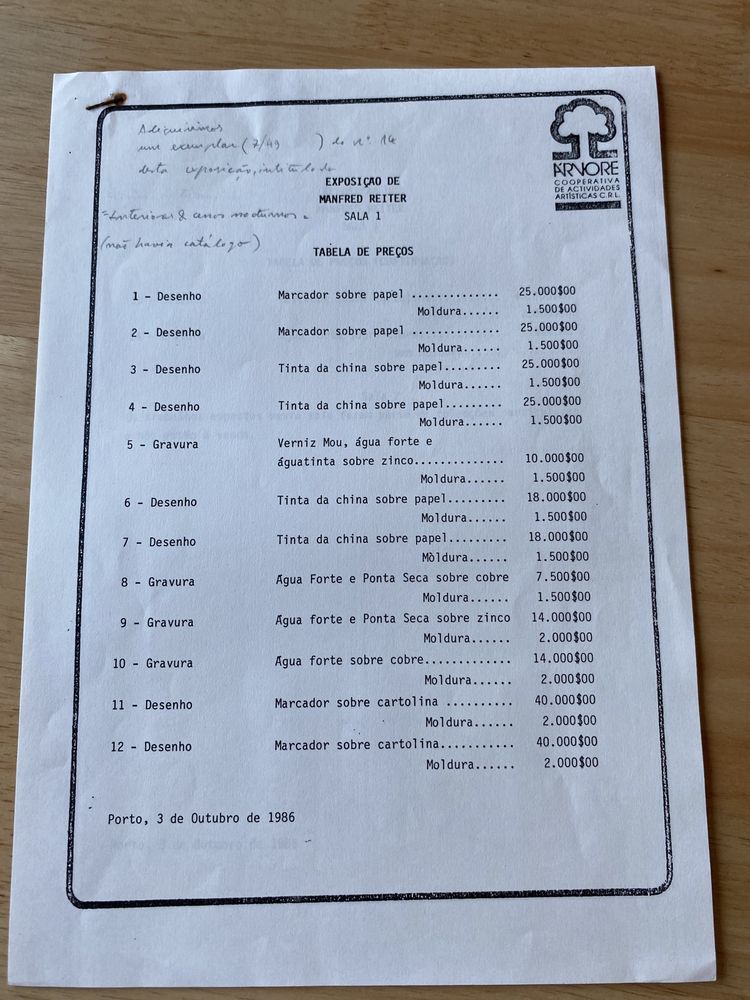 Adquirimos
um exemplar (7/49 ) do nº 14
desta exposição, intitulado
"Interiores & cenas nocturnas".
(não havia catálogo)
ÁRVORE
COOPERATIVA
DE ACTIVIDADES
ARTÍSTICAS C.R.L.
EXPOSIÇÃO DE
MANFRED REITER
SALA 1
TABELA DE PREÇOS
1 - Desenho Marcador sobre papel .............. 25.000$00
Moldura...... 1.500$00
2 - Desenho Marcador sobre papel .............. 25.000$00
Moldura...... 1.500$00
3 - Desenho Tinta da china sobre papel......... 25.000$00
Moldura...... 1.500$00
4 - Desenho Tinta da china sobre papel......... 25.000$00
Moldura...... 1.500$00
5 - Gravura Verniz Mou, água forte e
águatinta sobre zinco.............. 10.000$00
Moldura...... 1.500$00
6 - Desenho Tinta da china sobre papel......... 18.000$00
Moldura...... 1.500$00
7 - Desenho Tinta da china sobre papel......... 18.000$00
Moldura...... 1.500$00
8 - Gravura Água Forte e Ponta Seca sobre cobre 7.500$00
Moldura...... 1.500$00
9 - Gravura Água forte e Ponta Seca sobre zinco 14.000$00
Moldura...... 2.000$00
10 - Gravura Água forte sobre cobre............. 14.000$00
Moldura...... 2.000$00
11 - Desenho Marcador sobre cartolina .......... 40.000$00
Moldura...... 2.000$00
12 - Desenho Marcador sobre cartolina........... 40.000$00
Moldura...... 2.000$00
Porto, 3 de Outubro de 1986